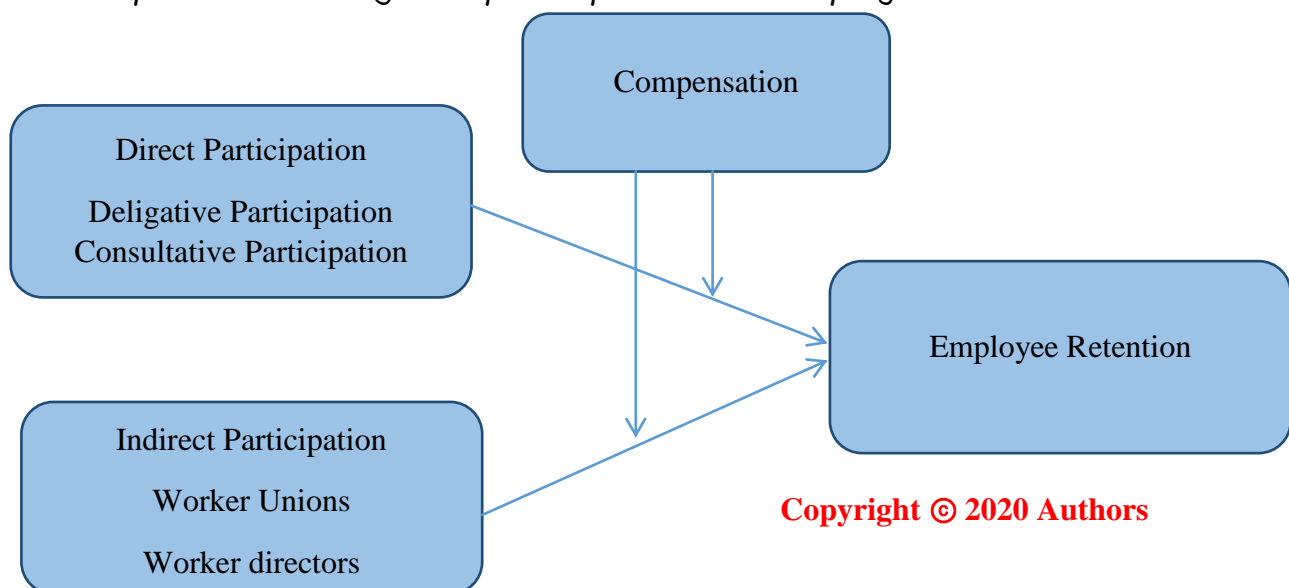 Compensation
Direct Participation
Deligative Participation
Consultative Participation
Employee Retention
Indirect Participation
Worker Unions
Worker directors
Copyright © 2020 Authors